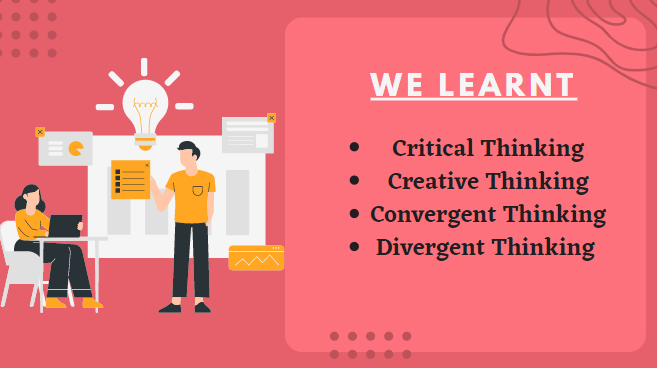 WE LEARNT
• Critical Thinking
• Creative Thinking
• Convergent Thinking
• Divergent Thinking